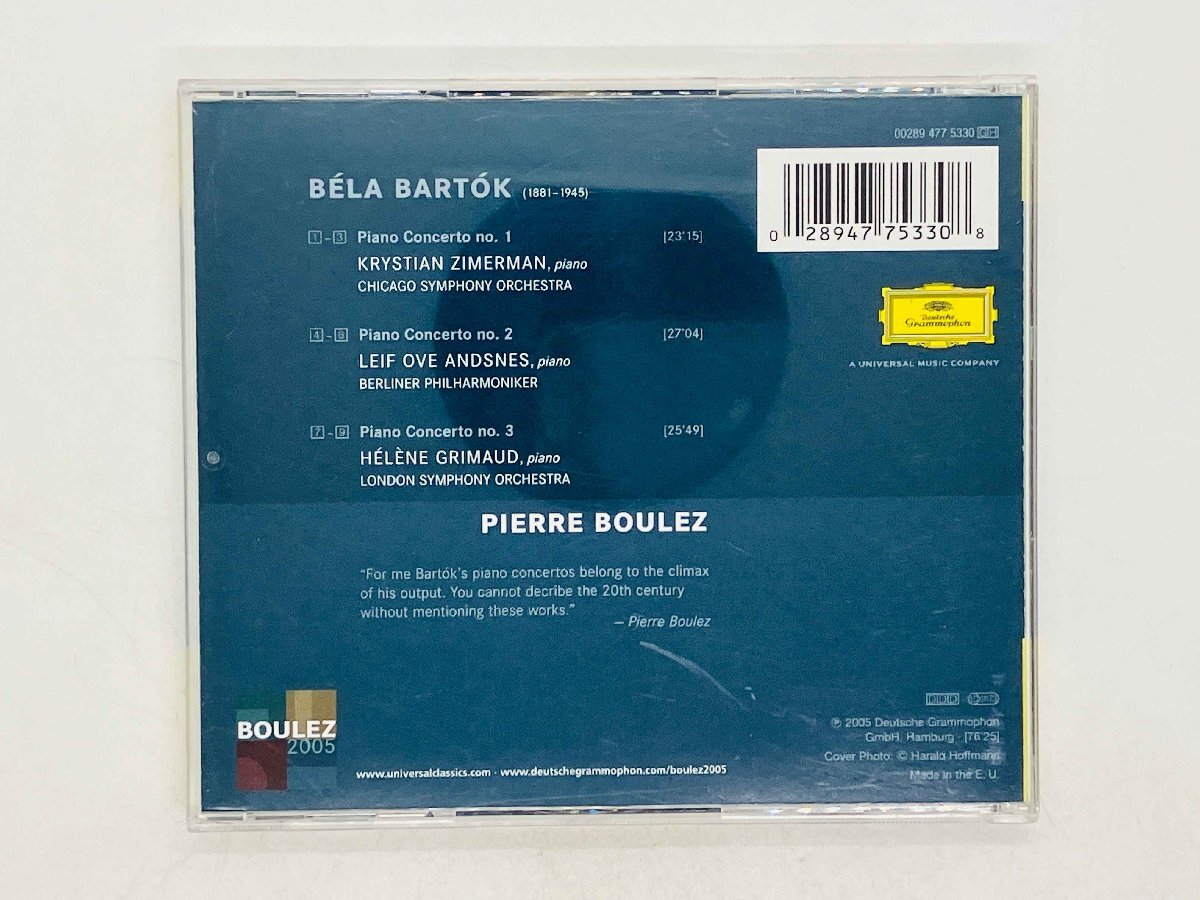 00289 477 5330 GH
BÉLA BARTÓK (1881–1945)
1 - 3 Piano Concerto no. 1 [23'15]
KRYSTIAN ZIMERMAN, piano
CHICAGO SYMPHONY ORCHESTRA
0 28947 75330 8
4 - 6 Piano Concerto no. 2 [27'04]
LEIF OVE ANDSNES, piano
BERLINER PHILHARMONIKER
Deutsche
Grammophon
A UNIVERSAL MUSIC COMPANY
7 - 9 Piano Concerto no. 3 [25'49]
HÉLÈNE GRIMAUD, piano
LONDON SYMPHONY ORCHESTRA
PIERRE BOULEZ
“For me Bartók’s piano concertos belong to the climax
of his output. You cannot decribe the 20th century
without mentioning these works.”
– Pierre Boulez
BOULEZ
2005
www.universalclassics.com · www.deutschegrammophon.com/boulez2005
DDD
℗ 2005 Deutsche Grammophon
GmbH, Hamburg · [76'25]
Cover Photo: © Harald Hoffmann
Made in the E. U.